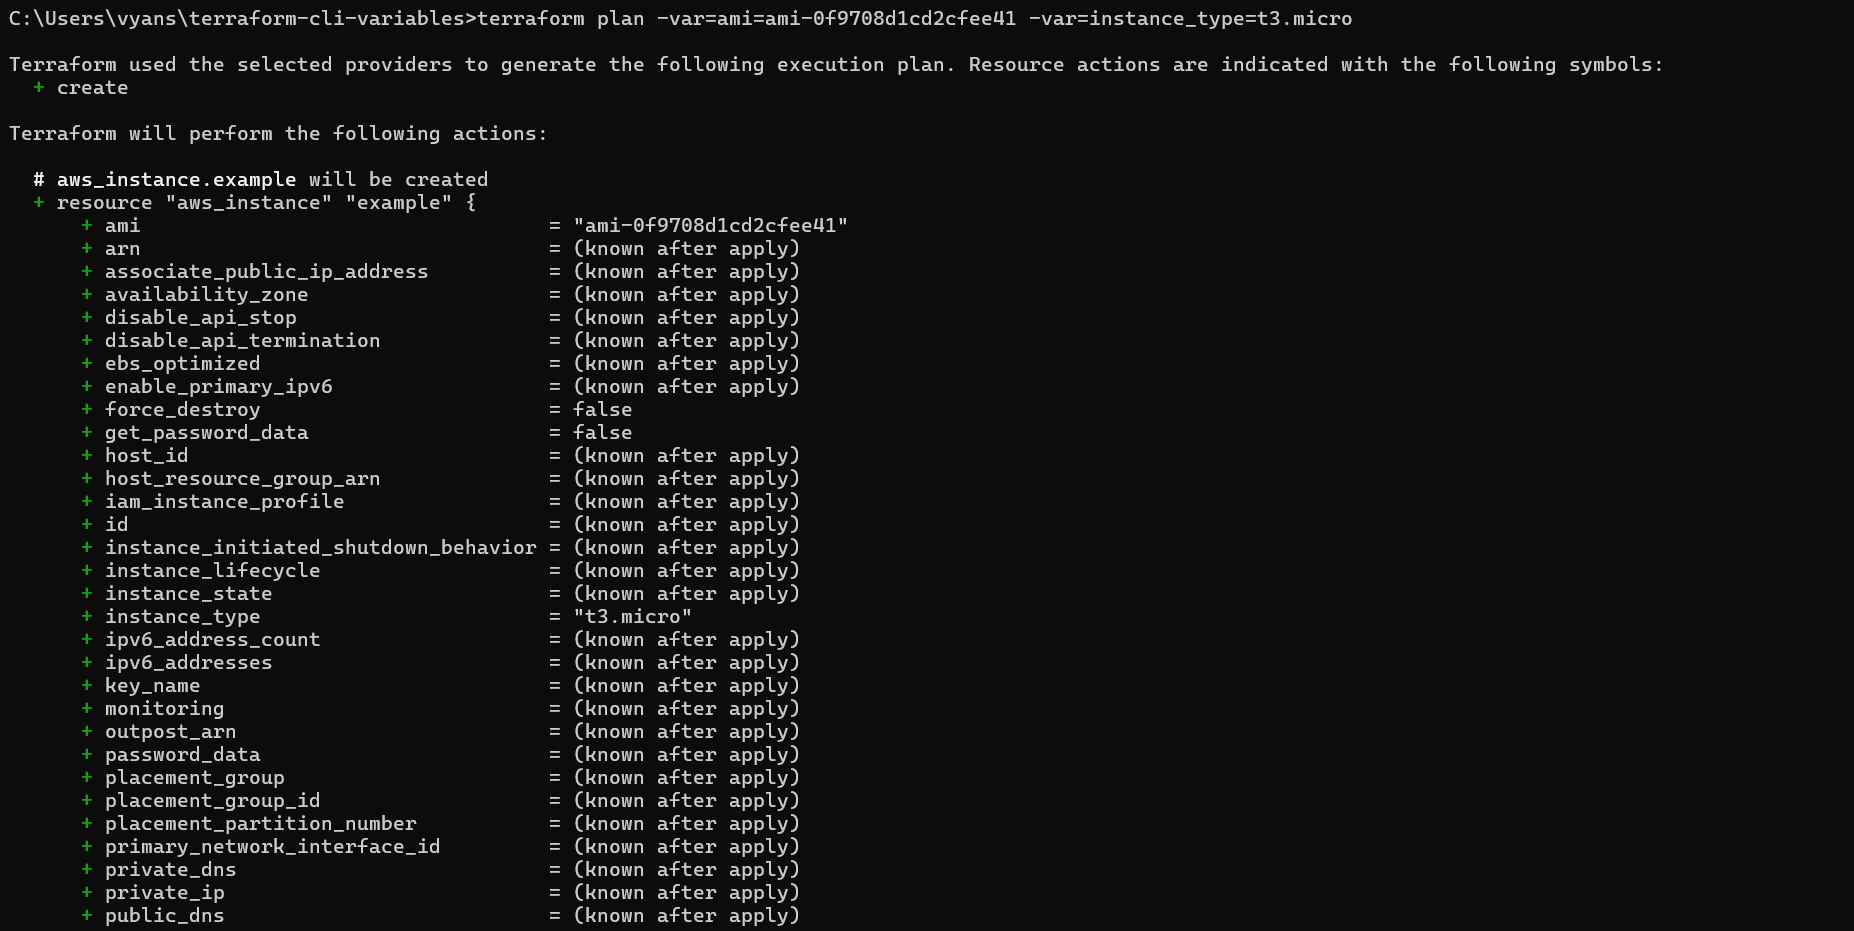 C:\Users\vyans\terraform-cli-variables>terraform plan -var=ami=ami-0f9708d1cd2cfee41 -var=instance_type=t3.micro
Terraform used the selected providers to generate the following execution plan. Resource actions are indicated with the following symbols:
+ create
Terraform will perform the following actions:
# aws_instance.example will be created
+ resource "aws_instance" "example" {
+ ami = "ami-0f9708d1cd2cfee41"
+ arn = (known after apply)
+ associate_public_ip_address = (known after apply)
+ availability_zone = (known after apply)
+ disable_api_stop = (known after apply)
+ disable_api_termination = (known after apply)
+ ebs_optimized = (known after apply)
+ enable_primary_ipv6 = (known after apply)
+ force_destroy = false
+ get_password_data = false
+ host_id = (known after apply)
+ host_resource_group_arn = (known after apply)
+ iam_instance_profile = (known after apply)
+ id = (known after apply)
+ instance_initiated_shutdown_behavior = (known after apply)
+ instance_lifecycle = (known after apply)
+ instance_state = (known after apply)
+ instance_type = "t3.micro"
+ ipv6_address_count = (known after apply)
+ ipv6_addresses = (known after apply)
+ key_name = (known after apply)
+ monitoring = (known after apply)
+ outpost_arn = (known after apply)
+ password_data = (known after apply)
+ placement_group = (known after apply)
+ placement_group_id = (known after apply)
+ placement_partition_number = (known after apply)
+ primary_network_interface_id = (known after apply)
+ private_dns = (known after apply)
+ private_ip = (known after apply)
+ public_dns = (known after apply)